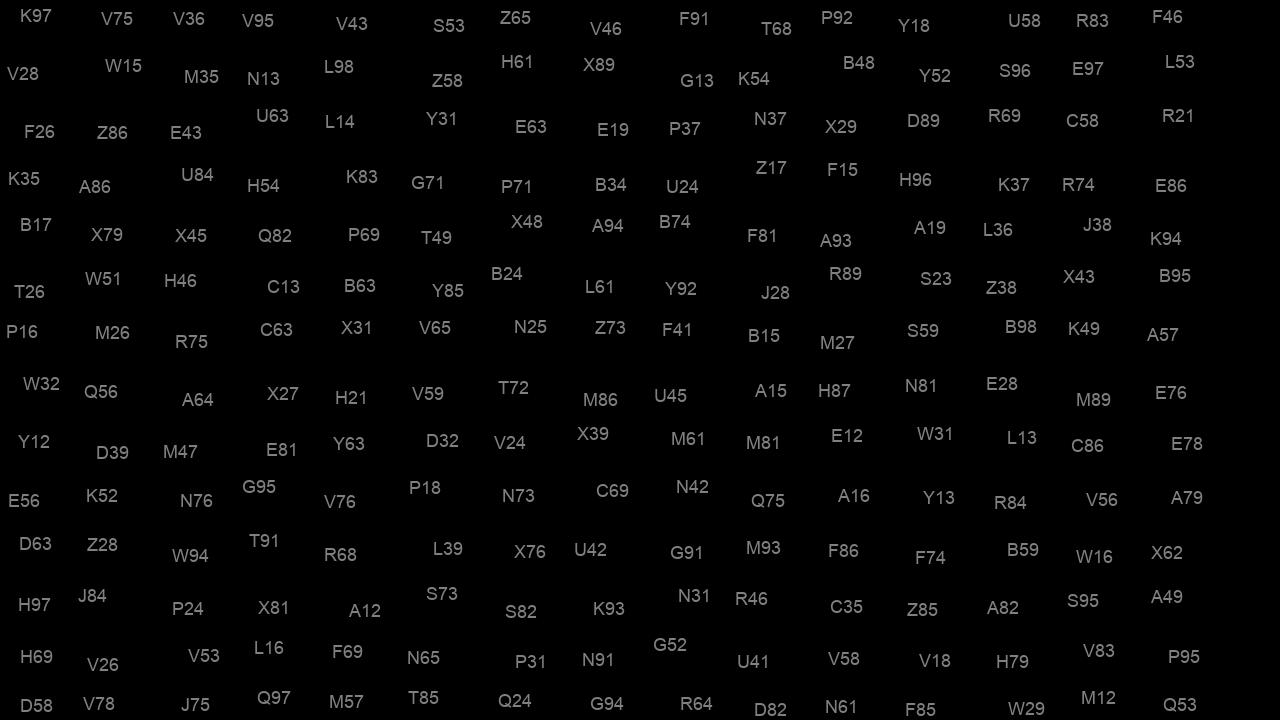 K97 V75 V36 V95 V43 S53 Z65 V46 F91 T68 P92 Y18 U58 R83 F46
V28 W15 M35 N13 L98 Z58 H61 X89 G13 K54 B48 Y52 S96 E97 L53
F26 Z86 E43 U63 L14 Y31 E63 E19 P37 N37 X29 D89 R69 C58 R21
K35 A86 U84 H54 K83 G71 P71 B34 U24 Z17 F15 H96 K37 R74 E86
B17 X79 X45 Q82 P69 T49 X48 A94 B74 F81 A93 A19 L36 J38 K94
T26 W51 H46 C13 B63 Y85 B24 L61 Y92 J28 R89 S23 Z38 X43 B95
P16 M26 R75 C63 X31 V65 N25 Z73 F41 B15 M27 S59 B98 K49 A57
W32 Q56 A64 X27 H21 V59 T72 M86 U45 A15 H87 N81 E28 M89 E76
Y12 D39 M47 E81 Y63 D32 V24 X39 M61 M81 E12 W31 L13 C86 E78
E56 K52 N76 G95 V76 P18 N73 C69 N42 Q75 A16 Y13 R84 V56 A79
D63 Z28 W94 T91 R68 L39 X76 U42 G91 M93 F86 F74 B59 W16 X62
H97 J84 P24 X81 A12 S73 S82 K93 N31 R46 C35 Z85 A82 S95 A49
H69 V26 V53 L16 F69 N65 P31 N91 G52 U41 V58 V18 H79 V83 P95
D58 V78 J75 Q97 M57 T85 Q24 G94 R64 D82 N61 F85 W29 M12 Q53